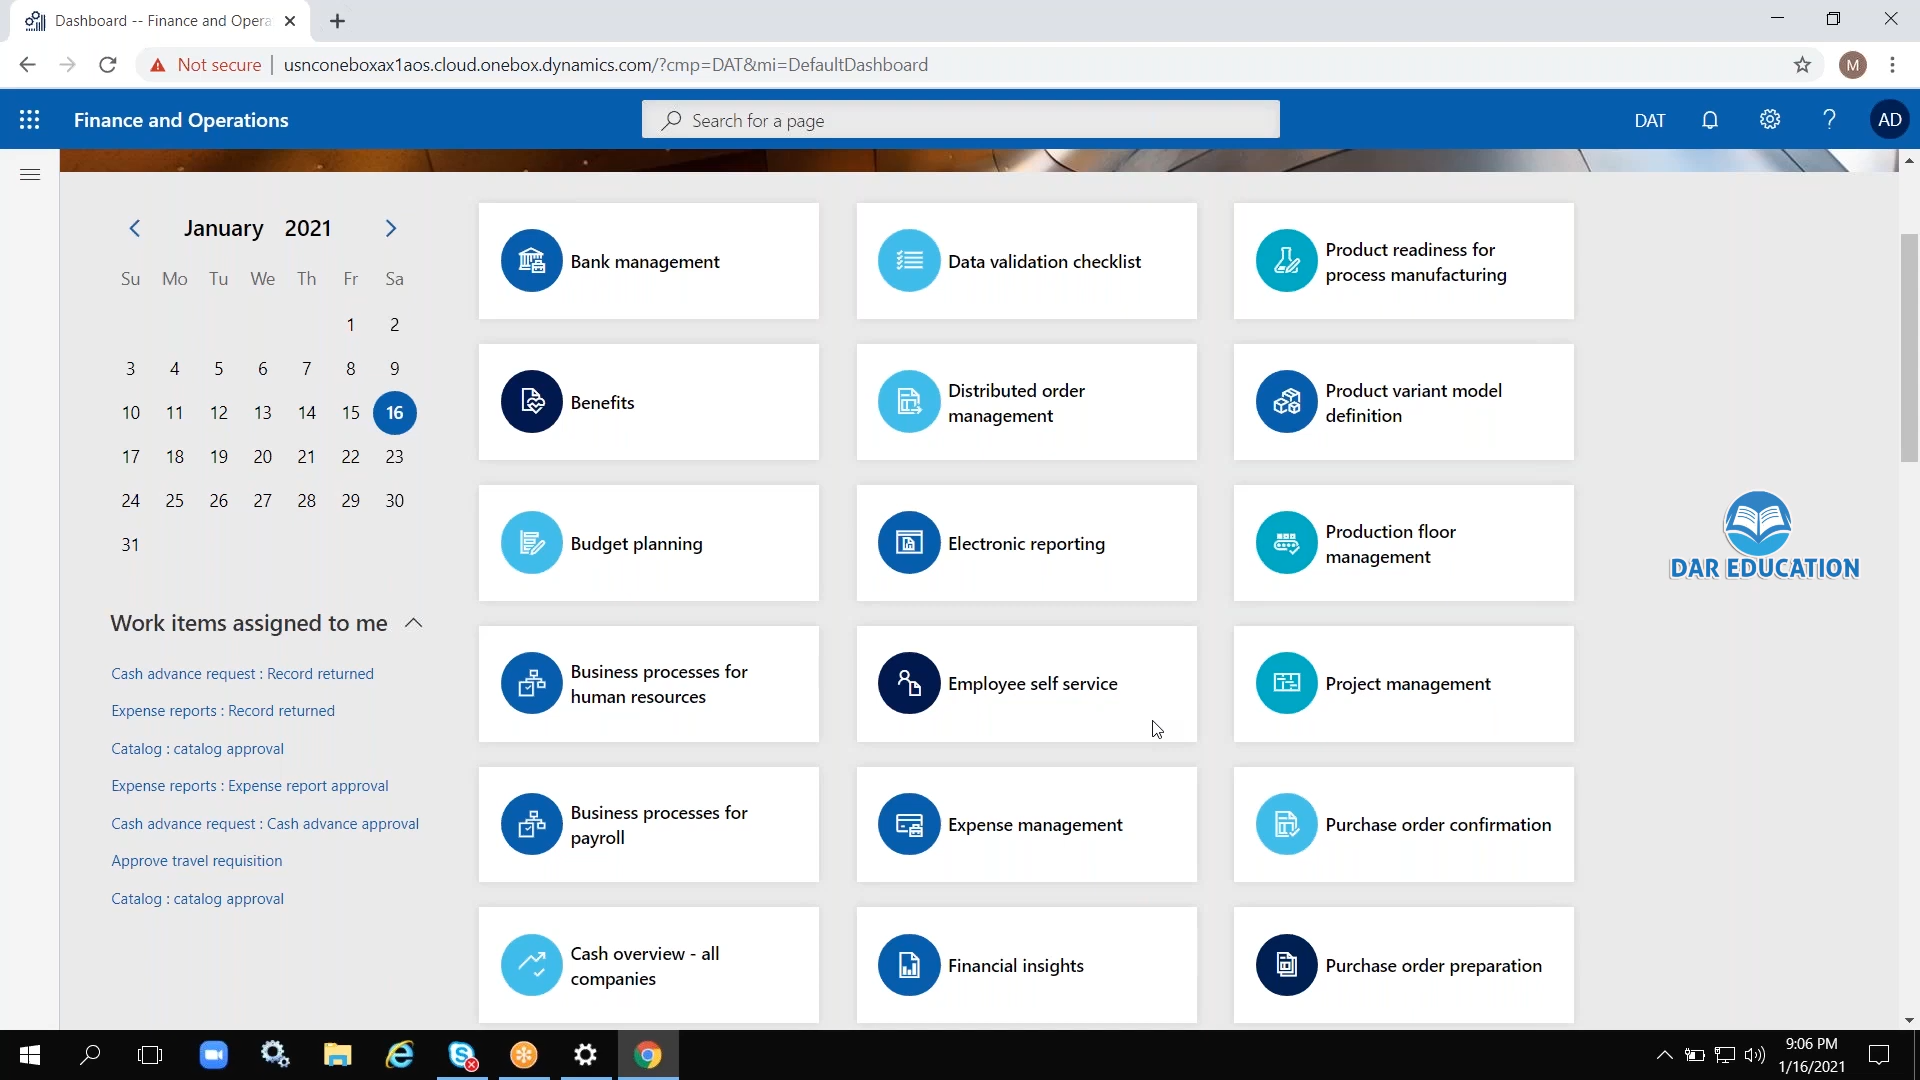 Dashboard -- Finance and Opera
Not secure
usnconeboxax1aos.cloud.onebox.dynamics.com/?cmp=DAT&mi=DefaultDashboard
M
Finance and Operations
Search for a page
DAT
?
AD
January 2021
Su Mo Tu We Th Fr Sa
1 2
3 4 5 6 7 8 9
10 11 12 13 14 15 16
17 18 19 20 21 22 23
24 25 26 27 28 29 30
31
Work items assigned to me
Cash advance request : Record returned
Expense reports : Record returned
Catalog : catalog approval
Expense reports : Expense report approval
Cash advance request : Cash advance approval
Approve travel requisition
Catalog : catalog approval
Bank management
Data validation checklist
Product readiness for
process manufacturing
Benefits
Distributed order
management
Product variant model
definition
Budget planning
Electronic reporting
Production floor
management
Business processes for
human resources
Employee self service
Project management
Business processes for
payroll
Expense management
Purchase order confirmation
Cash overview - all
companies
Financial insights
Purchase order preparation
DAR EDUCATION
9:06 PM
1/16/2021